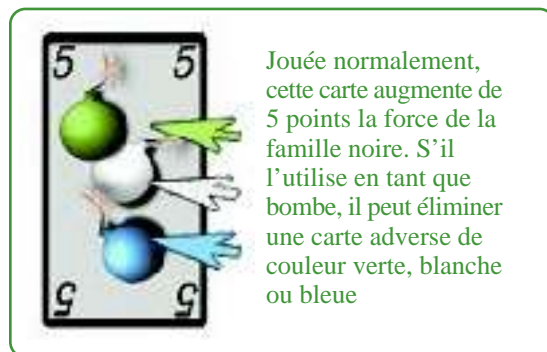 5 5
Jouée normalement,
cette carte augmente de
5 points la force de la
famille noire. S’il
l’utilise en tant que
bombe, il peut éliminer
une carte adverse de
couleur verte, blanche
ou bleue
5 5